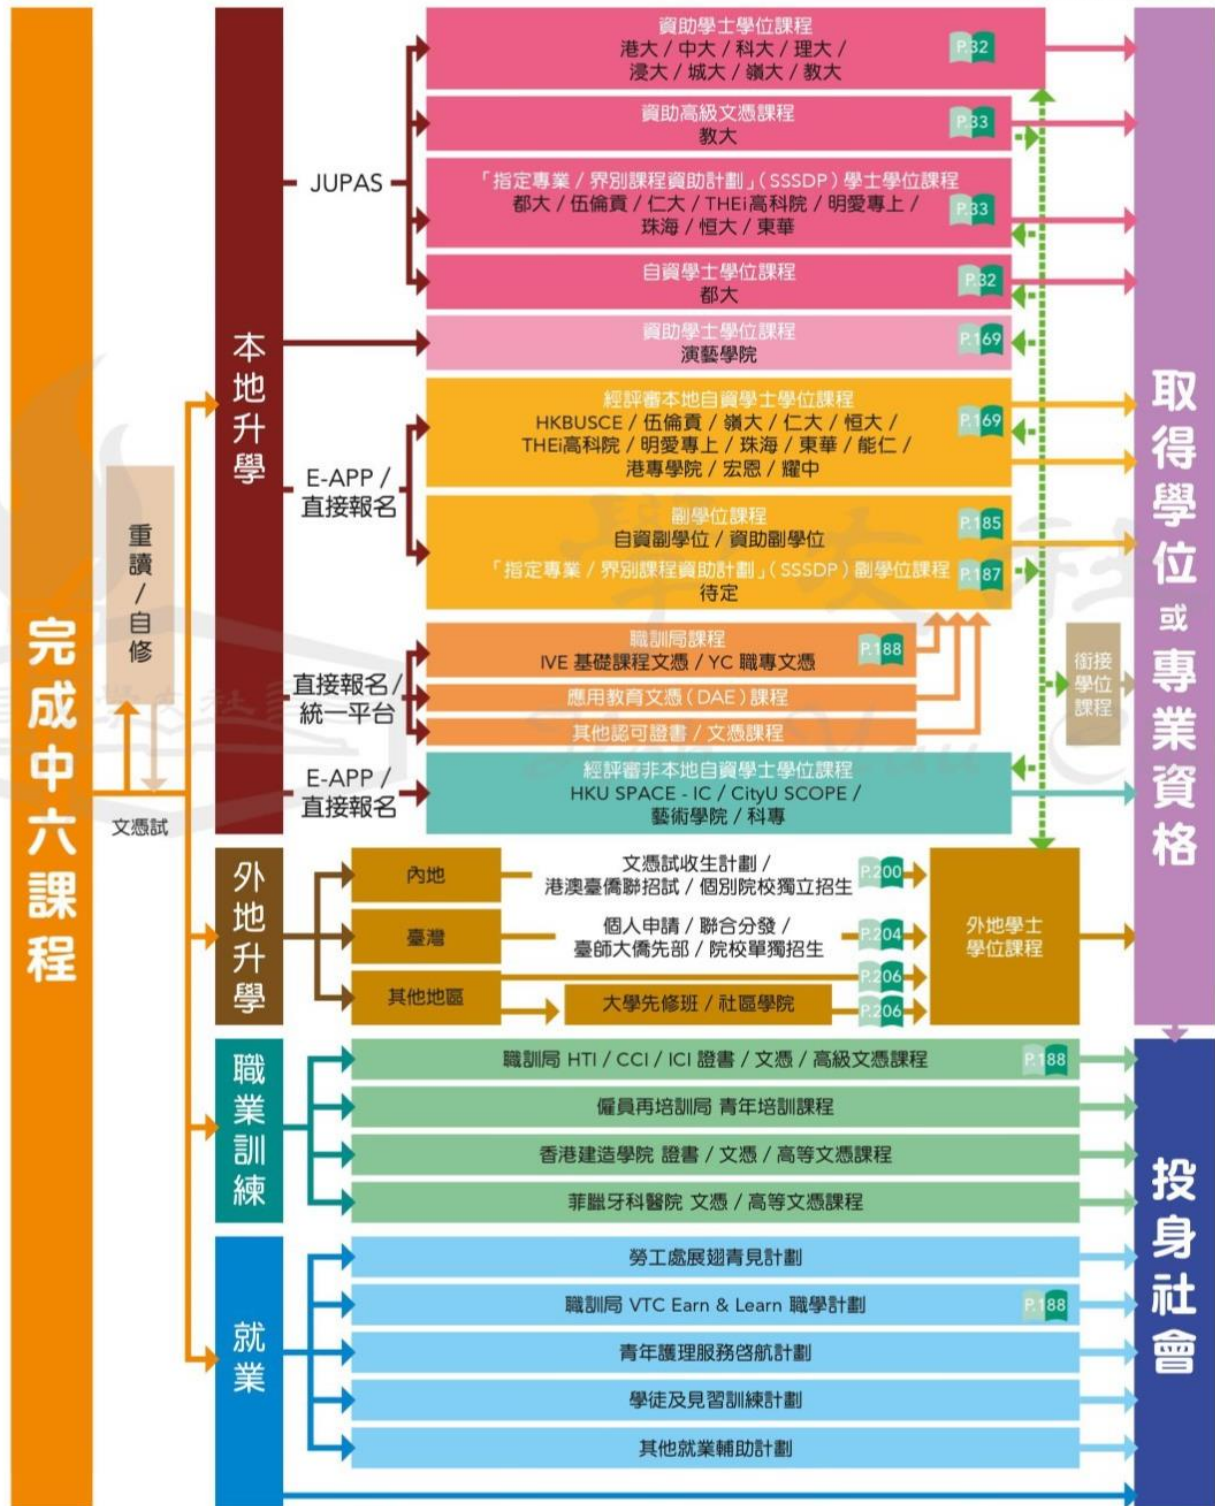 完成中六課程
文憑試
重讀/自修
本地升學
JUPAS
資助學士學位課程
港大 / 中大 / 科大 / 理大 /
浸大 / 城大 / 嶺大 / 教大
P.32
資助高級文憑課程
教大
P.33
「指定專業 / 界別課程資助計劃」(SSSDP) 學士學位課程
都大 / 伍倫貢 / 仁大 / THEi高科院 / 明愛專上 /
珠海 / 恒大 / 東華
P.33
自資學士學位課程
都大
P.32
資助學士學位課程
演藝學院
P.169
E-APP /
直接報名
經評審本地自資學士學位課程
HKBUSCE / 伍倫貢 / 嶺大 / 仁大 / 恒大 /
THEi高科院 / 明愛專上 / 珠海 / 東華 / 能仁 /
港專學院 / 宏恩 / 耀中
P.169
副學位課程
自資副學位 / 資助副學位
P.185
「指定專業 / 界別課程資助計劃」(SSSDP) 副學位課程
待定
P.187
直接報名/
統一平台
職訓局課程
IVE 基礎課程文憑 / YC 職專文憑
P.188
應用教育文憑(DAE)課程
其他認可證書 / 文憑課程
銜接
學位
課程
E-APP /
直接報名
經評審非本地自資學士學位課程
HKU SPACE - IC / CityU SCOPE /
藝術學院 / 科專
外地升學
內地
文憑試收生計劃 /
港澳臺僑聯招試 / 個別院校獨立招生
P.200
臺灣
個人申請 / 聯合分發 /
臺師大僑先部 / 院校單獨招生
P.204
其他地區
P.206
大學先修班 / 社區學院
P.206
外地學士
學位課程
取得學位或專業資格
職業訓練
職訓局 HTI / CCI / ICI 證書 / 文憑 / 高級文憑課程
P.188
僱員再培訓局 青年培訓課程
香港建造學院 證書 / 文憑 / 高等文憑課程
菲臘牙科醫院 文憑 / 高等文憑課程
就業
勞工處展翅青見計劃
職訓局 VTC Earn & Learn 職學計劃
P.188
青年護理服務啓航計劃
學徒及見習訓練計劃
其他就業輔助計劃
投身社會